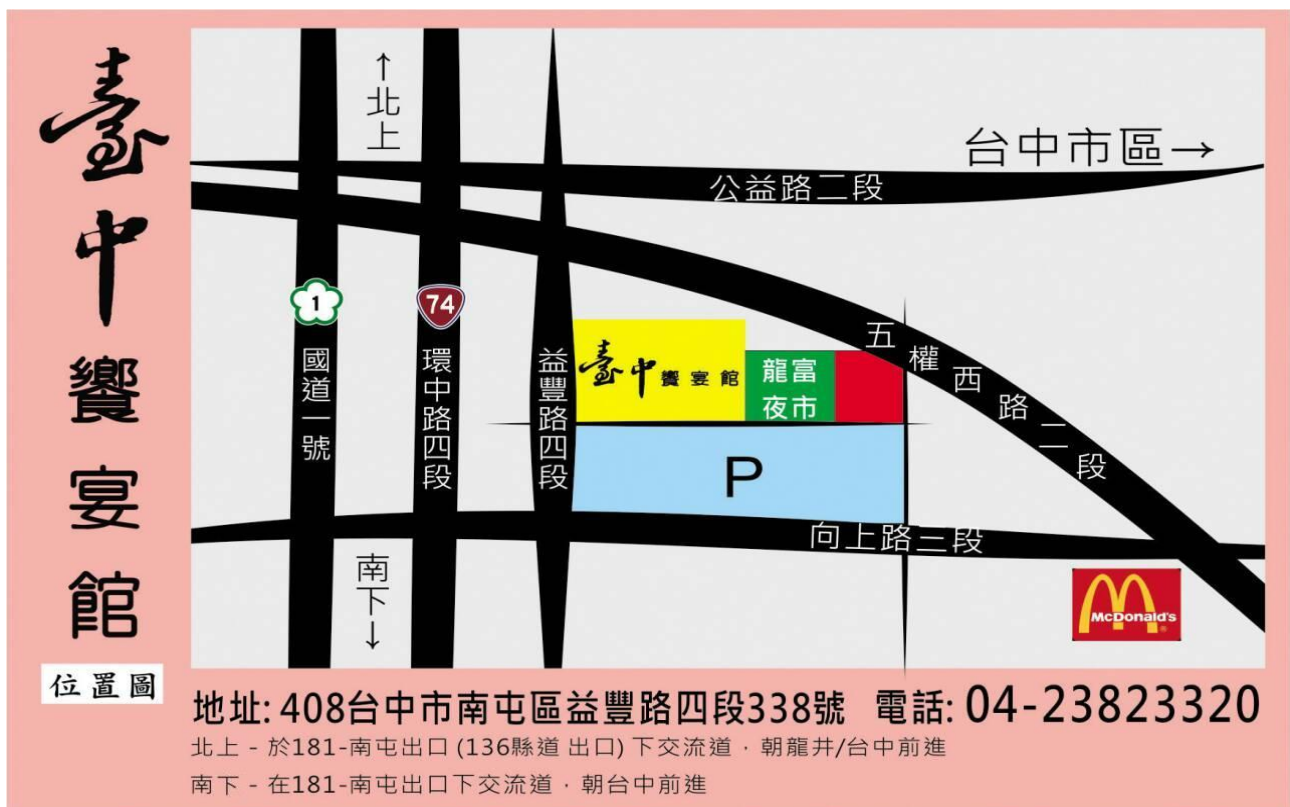 臺中饗宴館
位置圖
←北上
台中市區→
公益路二段
1
74
國道一號
環中路四段
益豐路四段
臺中饗宴館
龍富
夜市
五權西路二段
P
向上路三段
南下→
McDonald's
地址: 408台中市南屯區益豐路四段338號 電話: 04-23823320
北上 - 於181-南屯出口 (136縣道 出口) 下交流道，朝龍井/台中前進
南下 - 在181-南屯出口下交流道，朝台中前進